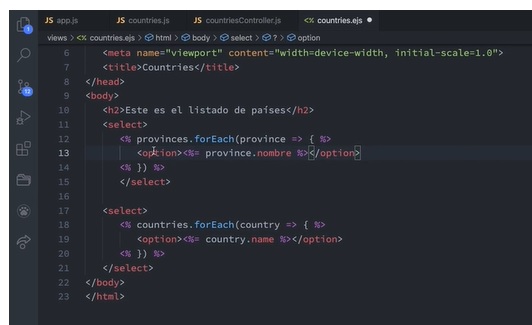 JS app.js
JS countries.js
JS countriesController.js
<% countries.ejs
views > <% countries.ejs > html > body > select > ? > option
6 <meta name="viewport" content="width=device-width, initial-scale=1.0">
7 <title>Countries</title>
8 </head>
9 <body>
10 <h2>Este es el listado de países</h2>
11 <select>
12 <% provinces.forEach(province => { %>
13 <option><%= province.nombre %></option>
14 <% }) %>
15 </select>
16
17 <select>
18 <% countries.forEach(country => { %>
19 <option><%= country.name %></option>
20 <% }) %>
21 </select>
22 </body>
23 </html>
1
12